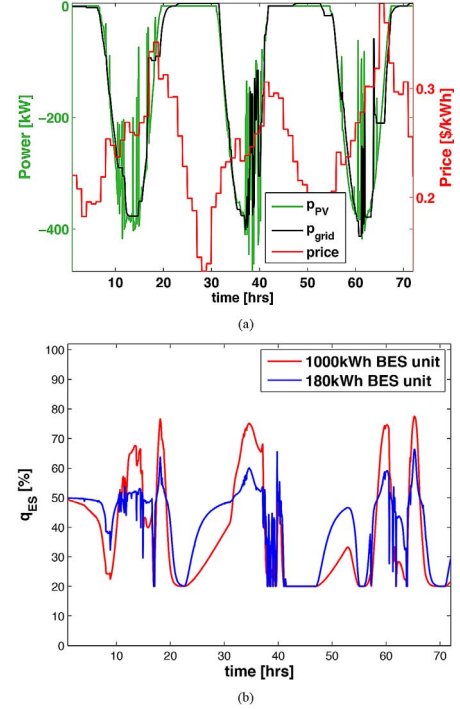 0
−200
−400
Power [kW]
0.3
0.2
Price [$/kWh]
p_PV
p_grid
price
10 20 30 40 50 60 70
time [hrs]
(a)
100
90
80
70
60
50
40
30
20
10
0
q_ES [%]
1000kWh BES unit
180kWh BES unit
10 20 30 40 50 60 72
time [hrs]
(b)